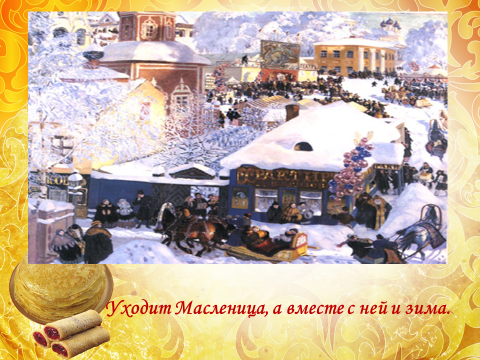 Уходит Масленица, а вместе с ней и зима.